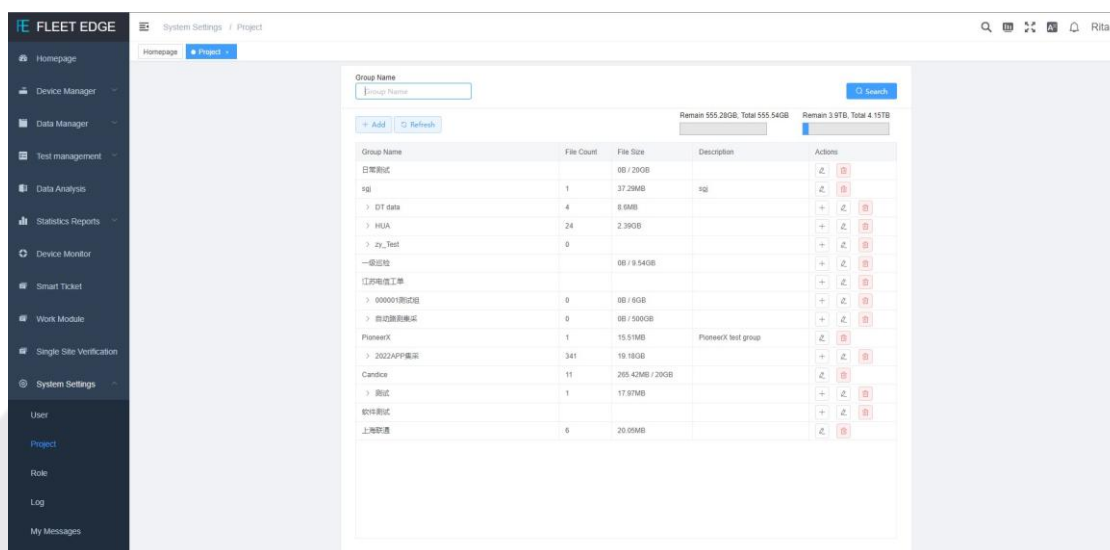 FLEET EDGE
System Settings / Project
Rita
Homepage
Project
Homepage
Device Manager
Data Manager
Test management
Data Analysis
Statistics Reports
Device Monitor
Smart Ticket
Work Module
Single Site Verification
System Settings
User
Project
Role
Log
My Messages
Group Name
Group Name
Search
+ Add Refresh
Remain 555.28GB, Total 555.54GB Remain 3.9TB, Total 4.15TB
Group Name File Count File Size Description Actions
日常测试 0B / 20GB
sgj 1 37.29MB sgj
> DT data 4 8.6MB
> HUA 24 2.39GB
> zy_Test 0
一级巡检 0B / 9.54GB
江苏电信工单
> 000001测试组 0 0B / 6GB
> 自动路测集采 0 0B / 500GB
PioneerX 1 15.51MB PioneerX test group
> 2022APP集采 341 19.18GB
Candice 11 265.42MB / 20GB
> 测试 1 17.97MB
软件测试
上海联通 6 20.05MB